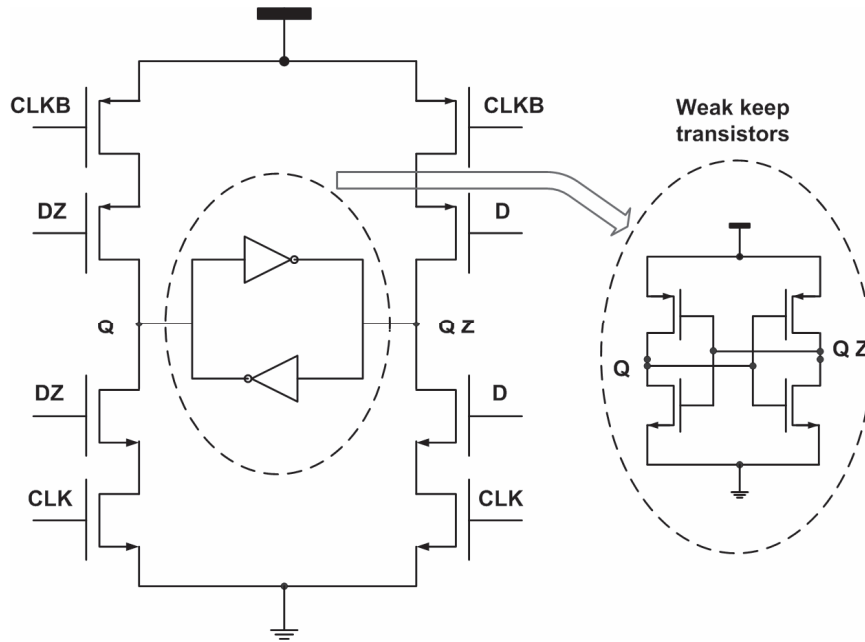 CLKB
CLKB
Weak keep
transistors
DZ
D
Q
Q Z
Q
Q Z
DZ
D
CLK
CLK